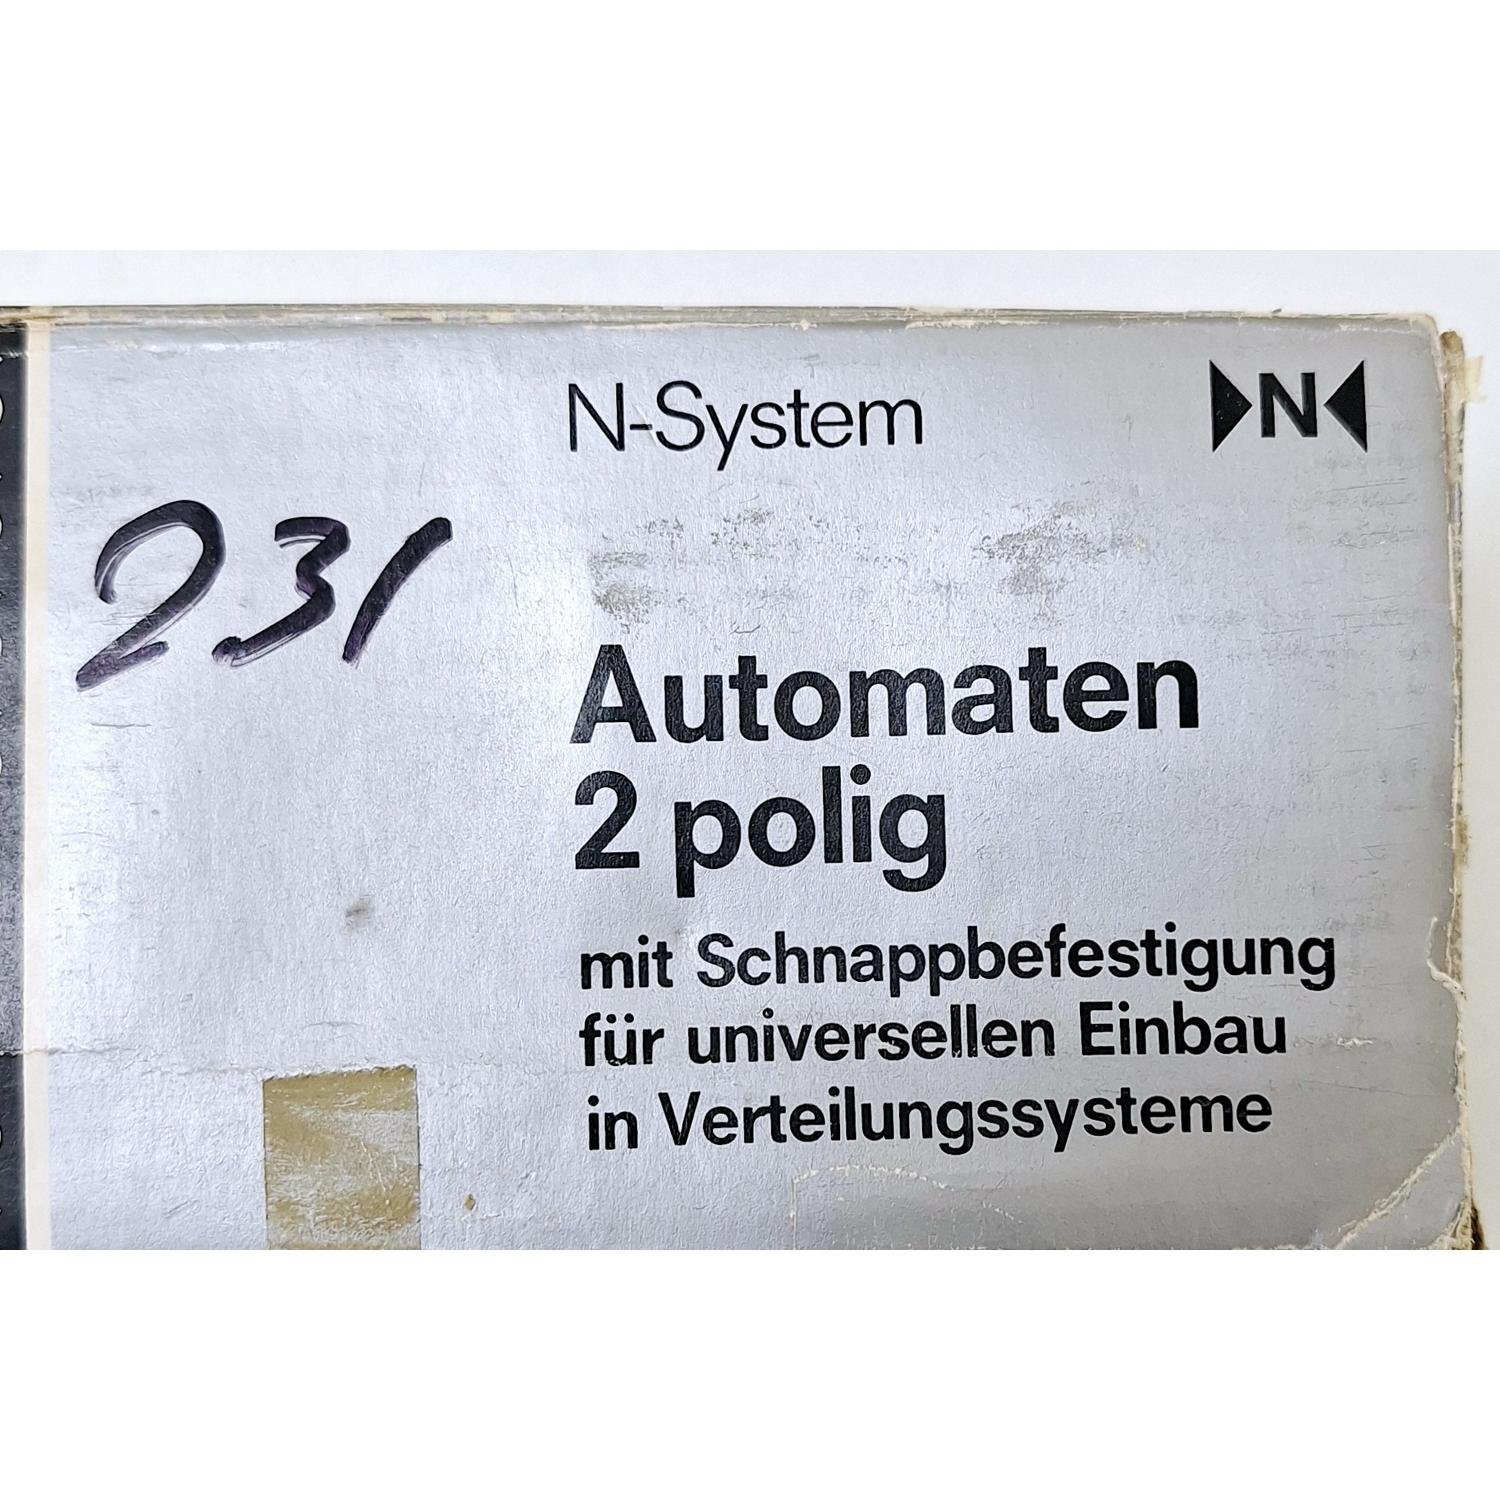 N-System
N
231
Automaten
2 polig
mit Schnappbefestigung
für universellen Einbau
in Verteilungssysteme